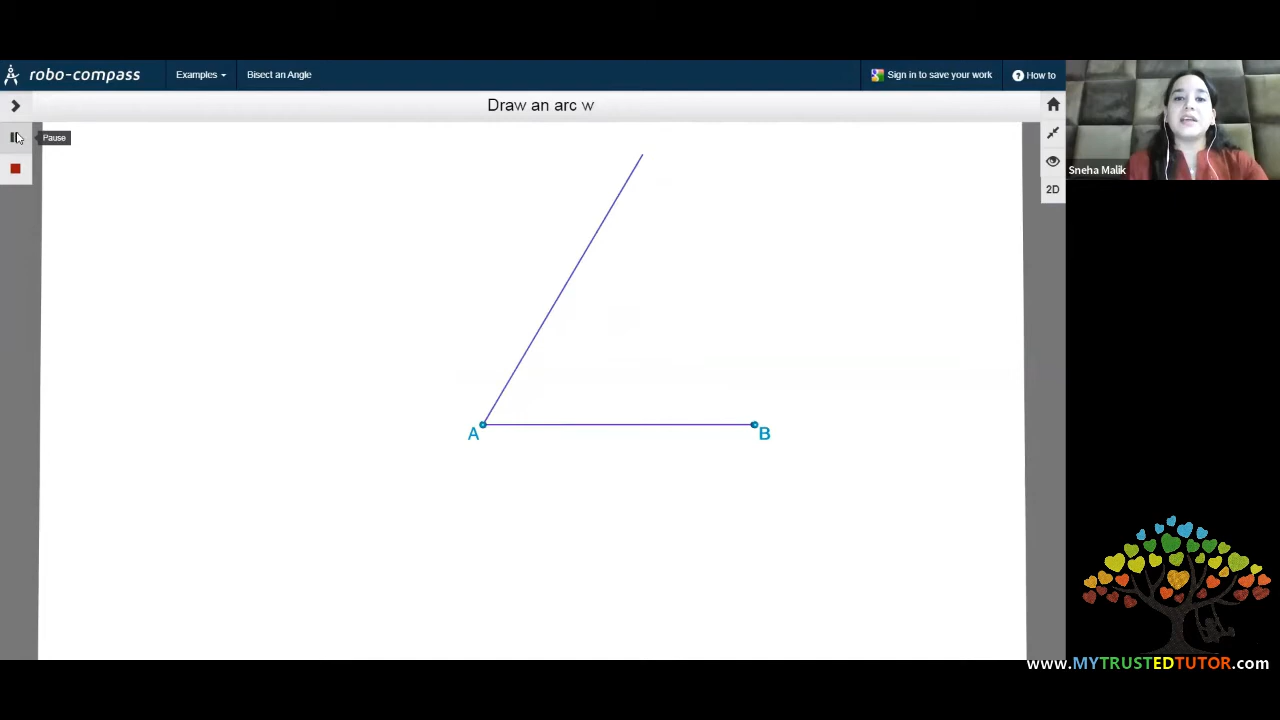 robo-compass Examples Bisect an Angle Sign in to save your work How to
Draw an arc w
Pause
Sneha Malik
2D
A B
www.MYTRUSTEDTUTOR.com